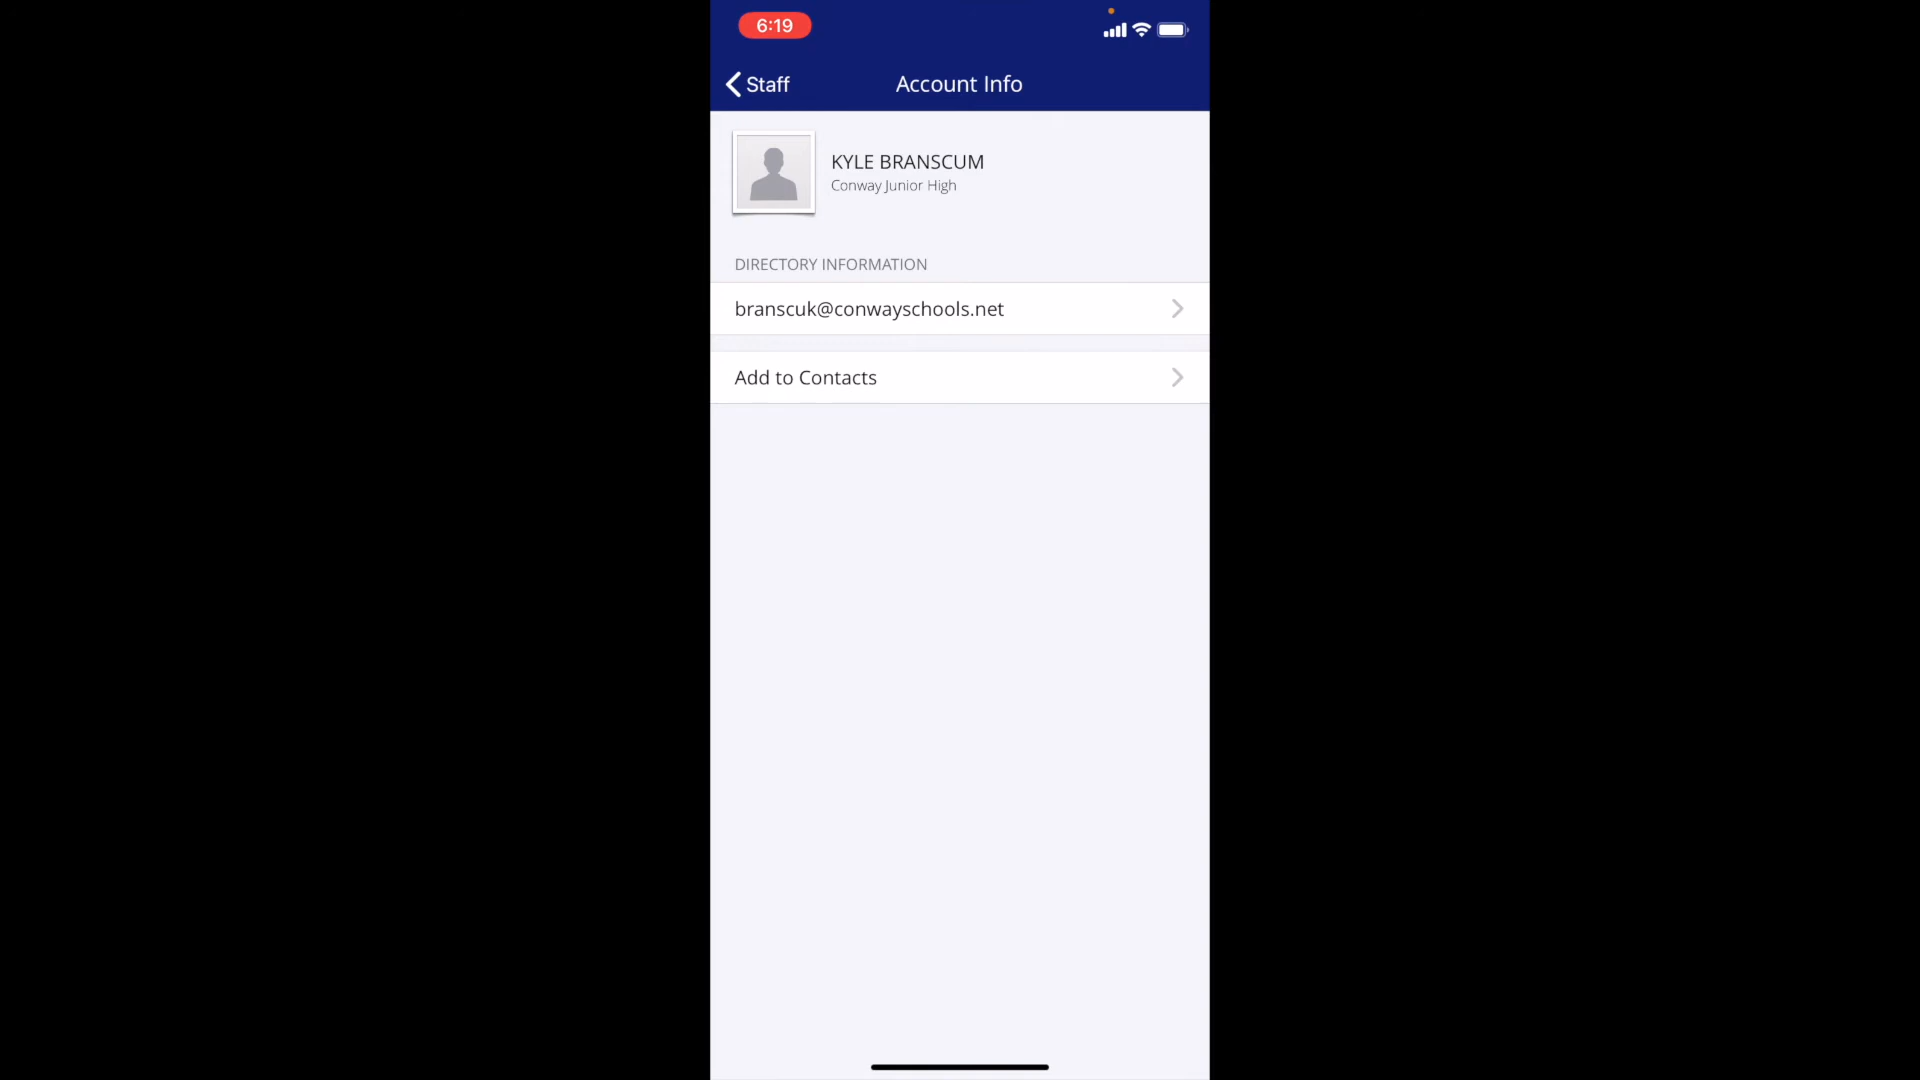 6:19
Staff
Account Info
KYLE BRANSCUM
Conway Junior High
DIRECTORY INFORMATION
branscuk@conwayschools.net
Add to Contacts